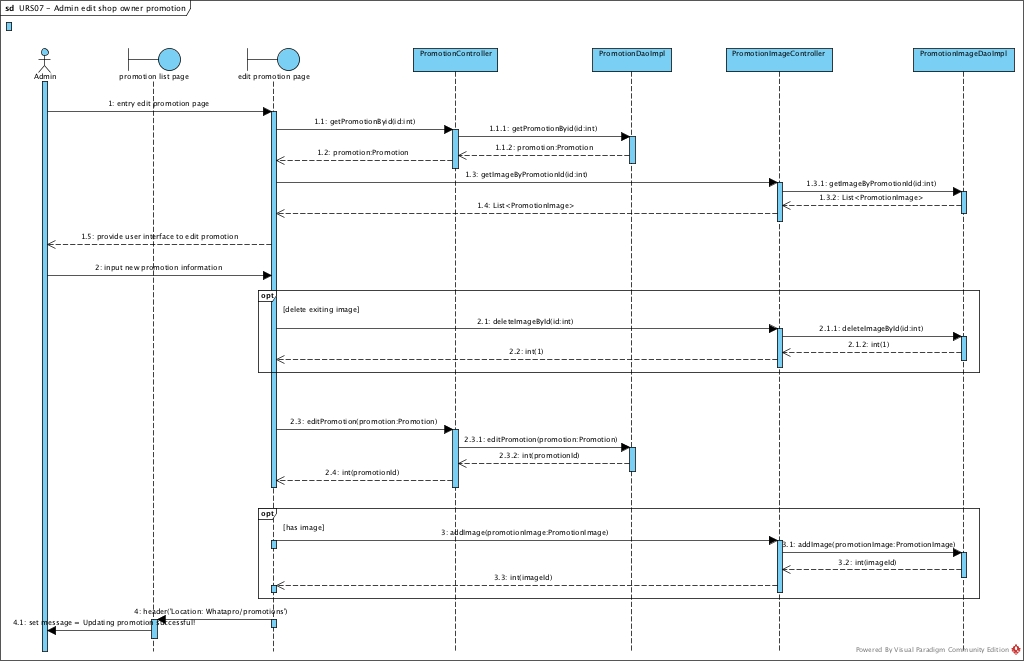 sd URS07 - Admin edit shop owner promotion
PromotionController
PromotionDaoImpl
PromotionImageController
PromotionImageDaoImpl
Admin
promotion list page
edit promotion page
1: entry edit promotion page
1.1: getPromotionByid(id:int)
1.1.1: getPromotionByid(id:int)
1.1.2: promotion:Promotion
1.2: promotion:Promotion
1.3: getImageByPromotionId(id:int)
1.3.1: getImageByPromotionId(id:int)
1.3.2: List<PromotionImage>
1.4: List<PromotionImage>
1.5: provide user interface to edit promotion
2: input new promotion information
opt
[delete exiting image]
2.1: deleteImageById(id:int)
2.1.1: deleteImageById(id:int)
2.1.2: int(1)
2.2: int(1)
2.3: editPromotion(promotion:Promotion)
2.3.1: editPromotion(promotion:Promotion)
2.3.2: int(promotionId)
2.4: int(promotionId)
opt
[has image]
3: addImage(promotionImage:PromotionImage)
3.1: addImage(promotionImage:PromotionImage)
3.2: int(imageId)
3.3: int(imageId)
4: header('Location: Whatapro/promotions')
4.1: set message = Updating promotion successful!
Powered By Visual Paradigm Community Edition